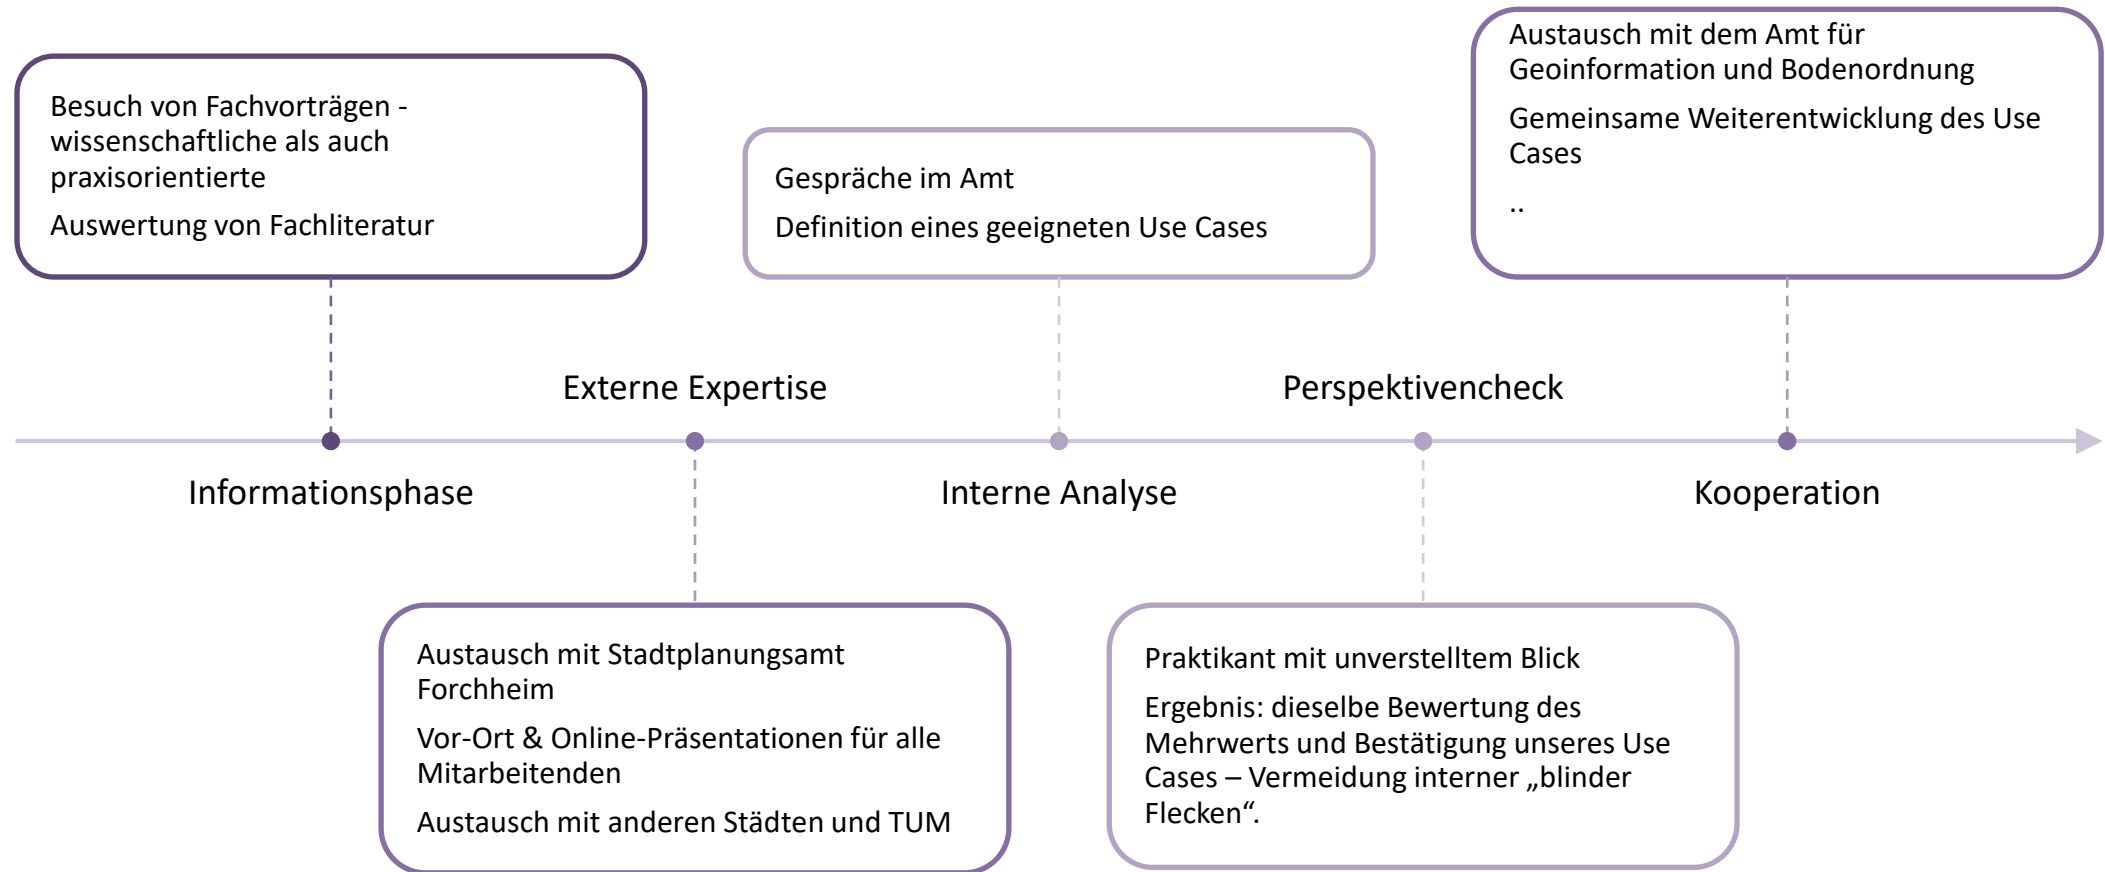 Besuch von Fachvorträgen -
wissenschaftliche als auch
praxisorientierte
Auswertung von Fachliteratur
Informationsphase
Externe Expertise
Austausch mit Stadtplanungsamt
Forchheim
Vor-Ort & Online-Präsentationen für alle
Mitarbeitenden
Austausch mit anderen Städten und TUM
Gespräche im Amt
Definition eines geeigneten Use Cases
Interne Analyse
Perspektivencheck
Praktikant mit unverstelltem Blick
Ergebnis: dieselbe Bewertung des
Mehrwerts und Bestätigung unseres Use
Cases – Vermeidung interner „blinder
Flecken“.
Austausch mit dem Amt für
Geoinformation und Bodenordnung
Gemeinsame Weiterentwicklung des Use
Cases
..
Kooperation